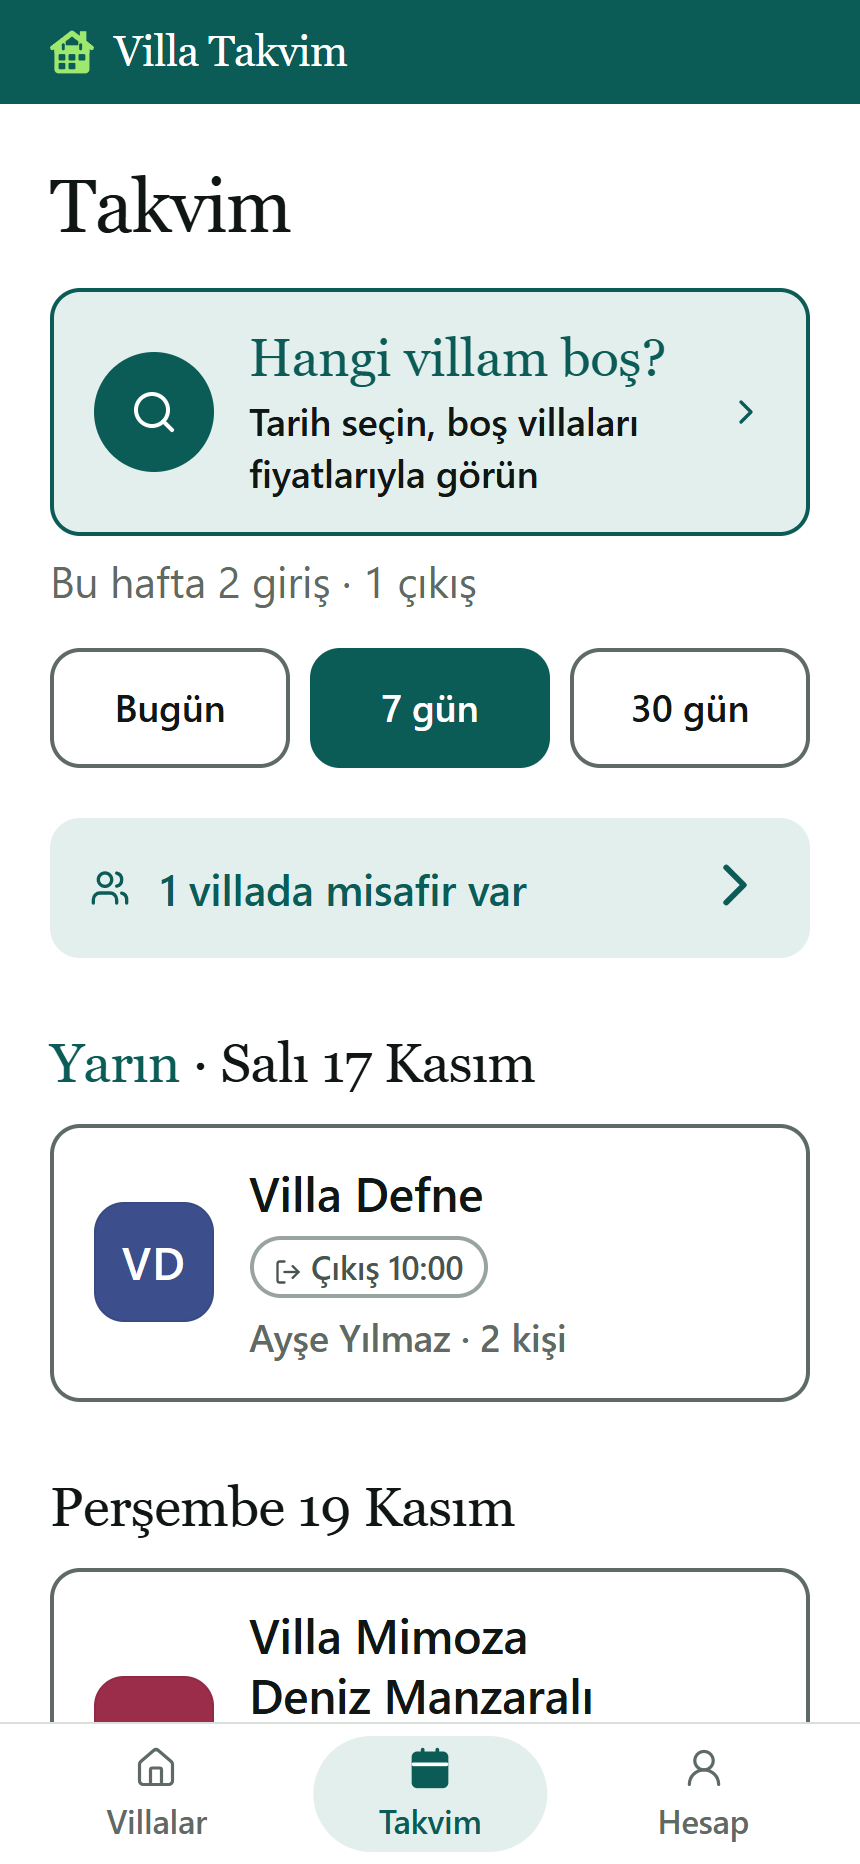 Villa Takvim
Takvim
Hangi villam boş?
Tarih seçin, boş villaları
fiyatlarıyla görün
Bu hafta 2 giriş · 1 çıkış
Bugün
7 gün
30 gün
1 villada misafir var
Yarın · Salı 17 Kasım
VD
Villa Defne
Çıkış 10:00
Ayşe Yılmaz · 2 kişi
Perşembe 19 Kasım
Villa Mimoza
Deniz Manzaralı
Villalar
Takvim
Hesap